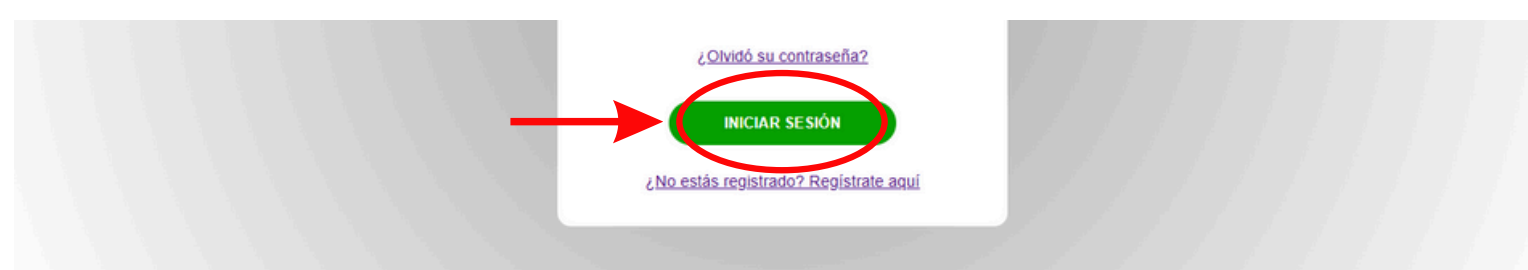 ¿Olvidó su contraseña?
INICIAR SESIÓN
¿No estás registrado? Regístrate aquí